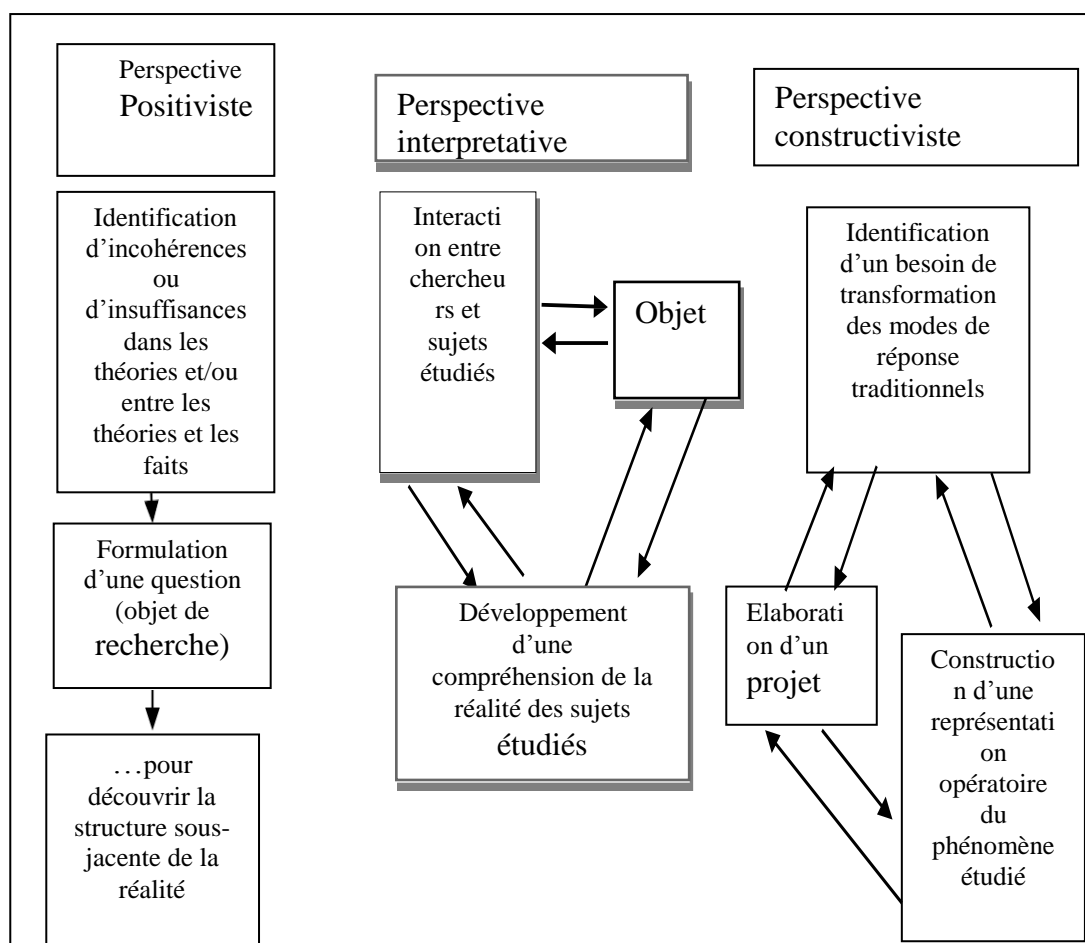 Perspective
Positiviste
Perspective
interpretative
Perspective
constructiviste
Identification
d’incohérences
ou
d’insuffisances
dans les
théories et/ou
entre les
théories et les
faits
Formulation
d’une question
(objet de
recherche)
…pour
découvrir la
structure sous-
jacente de la
réalité
Interacti
on entre
chercheu
rs et
sujets
étudiés
Objet
Développement
d’une
compréhension de la
réalité des sujets
étudiés
Identification
d’un besoin de
transformation
des modes de
réponse
traditionnels
Elaborati
on d’un
projet
Constructio
n d’une
représentati
on
opératoire
du
phénomène
étudié